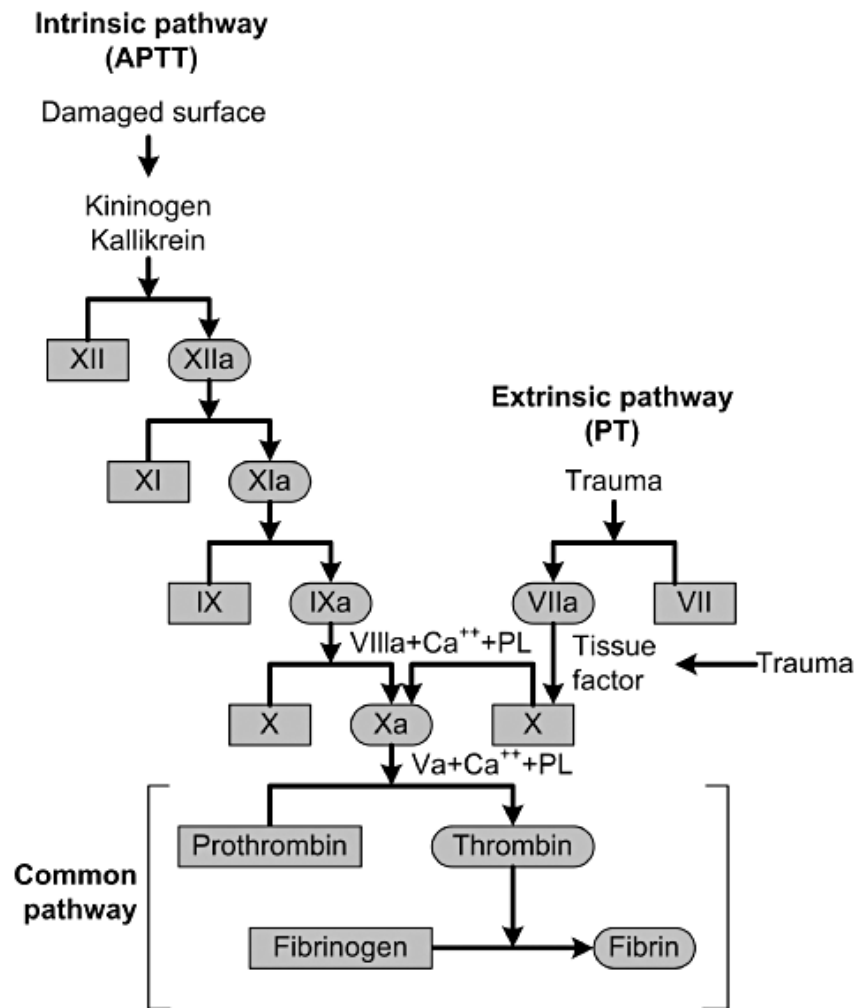 Intrinsic pathway
(APTT)
Damaged surface
Kininogen
Kallikrein
XII
XIIa
Extrinsic pathway
(PT)
XI
XIa
Trauma
IX
IXa
VIIa
VII
VIIIa+Ca⁺⁺+PL
Tissue
factor
Trauma
X
Xa
X
Va+Ca⁺⁺+PL
Prothrombin
Thrombin
Common
pathway
Fibrinogen
Fibrin